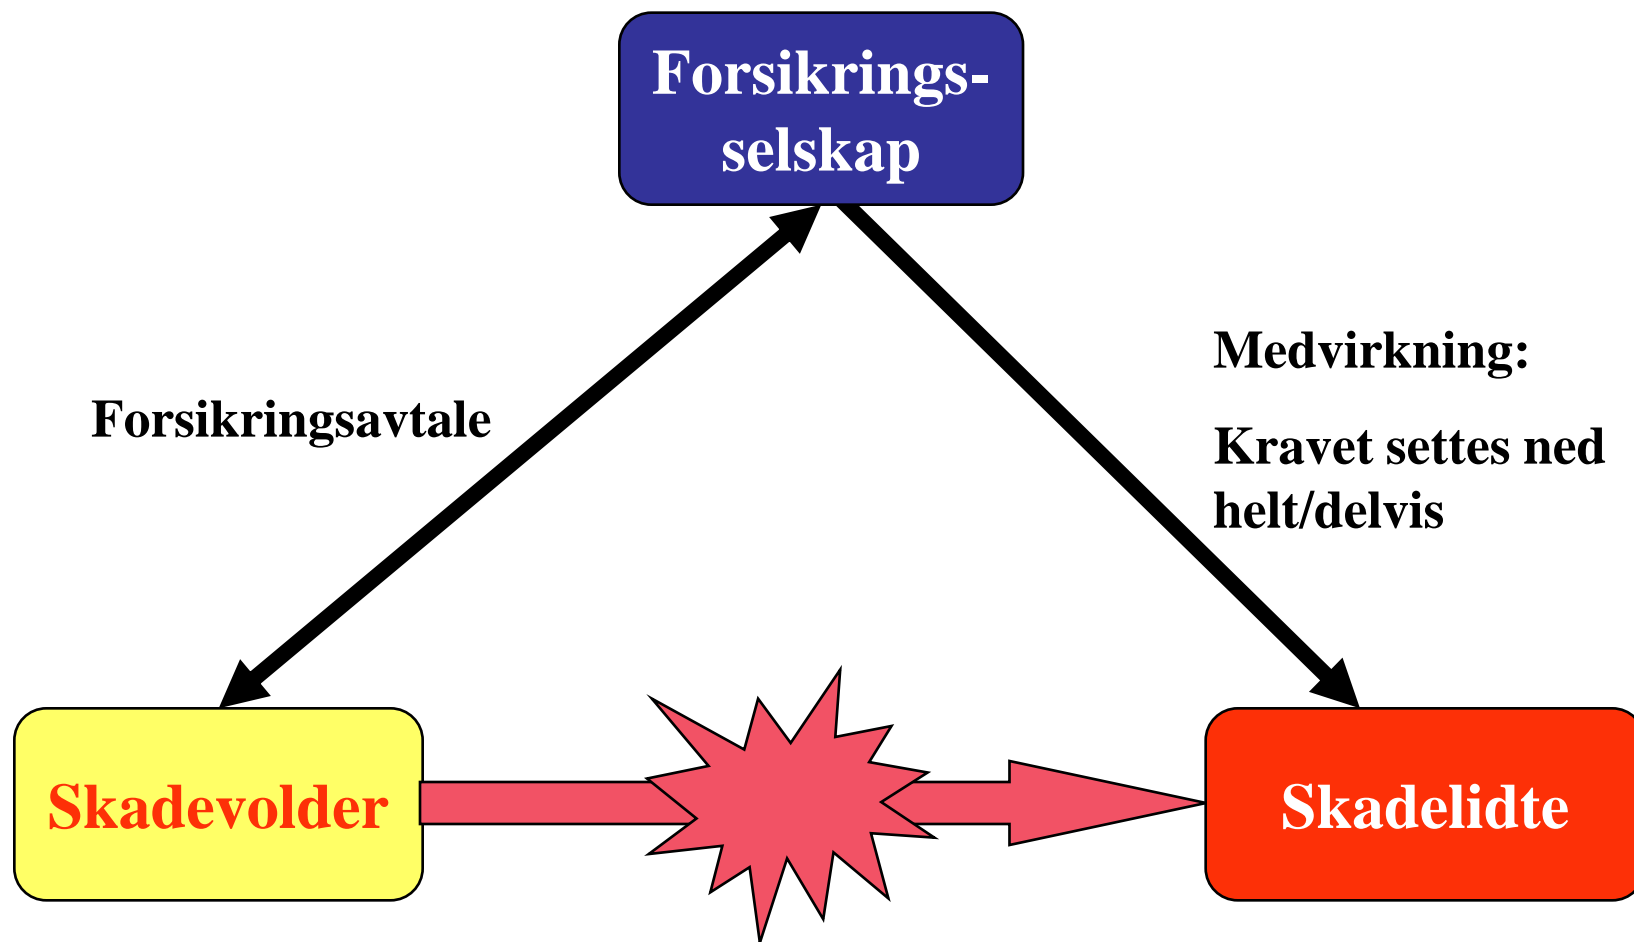 Forsikrings-
selskap
Forsikringsavtale
Medvirkning:
Kravet settes ned
helt/delvis
Skadevolder
Skadelidte